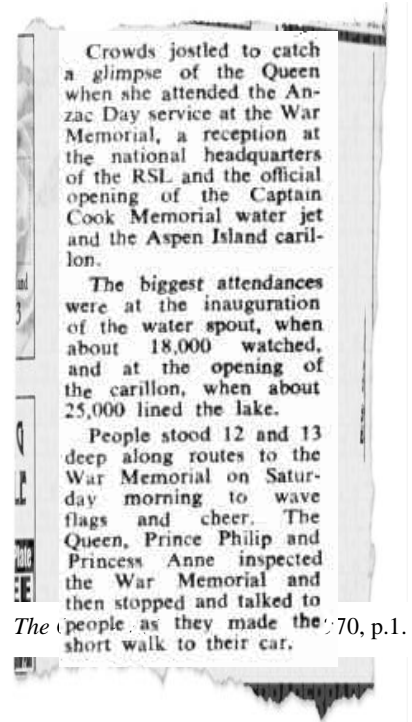 Crowds jostled to catch
a glimpse of the Queen
when she attended the An-
zac Day service at the War
Memorial, a reception at
the national headquarters
of the RSL and the official
opening of the Captain
Cook Memorial water jet
and the Aspen Island caril-
lon.
The biggest attendances
were at the inauguration
of the water spout, when
about 18,000 watched,
and at the opening of
the carillon, when about
25,000 lined the lake.
People stood 12 and 13
deep along routes to the
War Memorial on Satur-
day morning to wave
flags and cheer. The
Queen, Prince Philip and
Princess Anne inspected
the War Memorial and
then stopped and talked to
people as they made the
short walk to their car.
The
70, p.1.